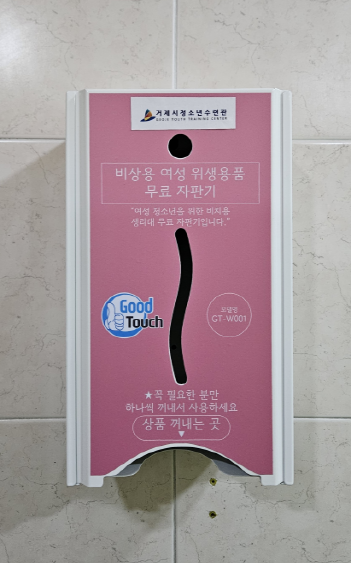 거제시청소년수련관
GEOJE YOUTH TRAINING CENTER
비상용 여성 위생용품
무료 자판기
"여성 청소년을 위한 비치용
생리대 무료 자판기입니다."
Good
Touch
모델명
GT-W001
★꼭 필요한 분만
하나씩 꺼내서 사용하세요
상품 꺼내는 곳
▼